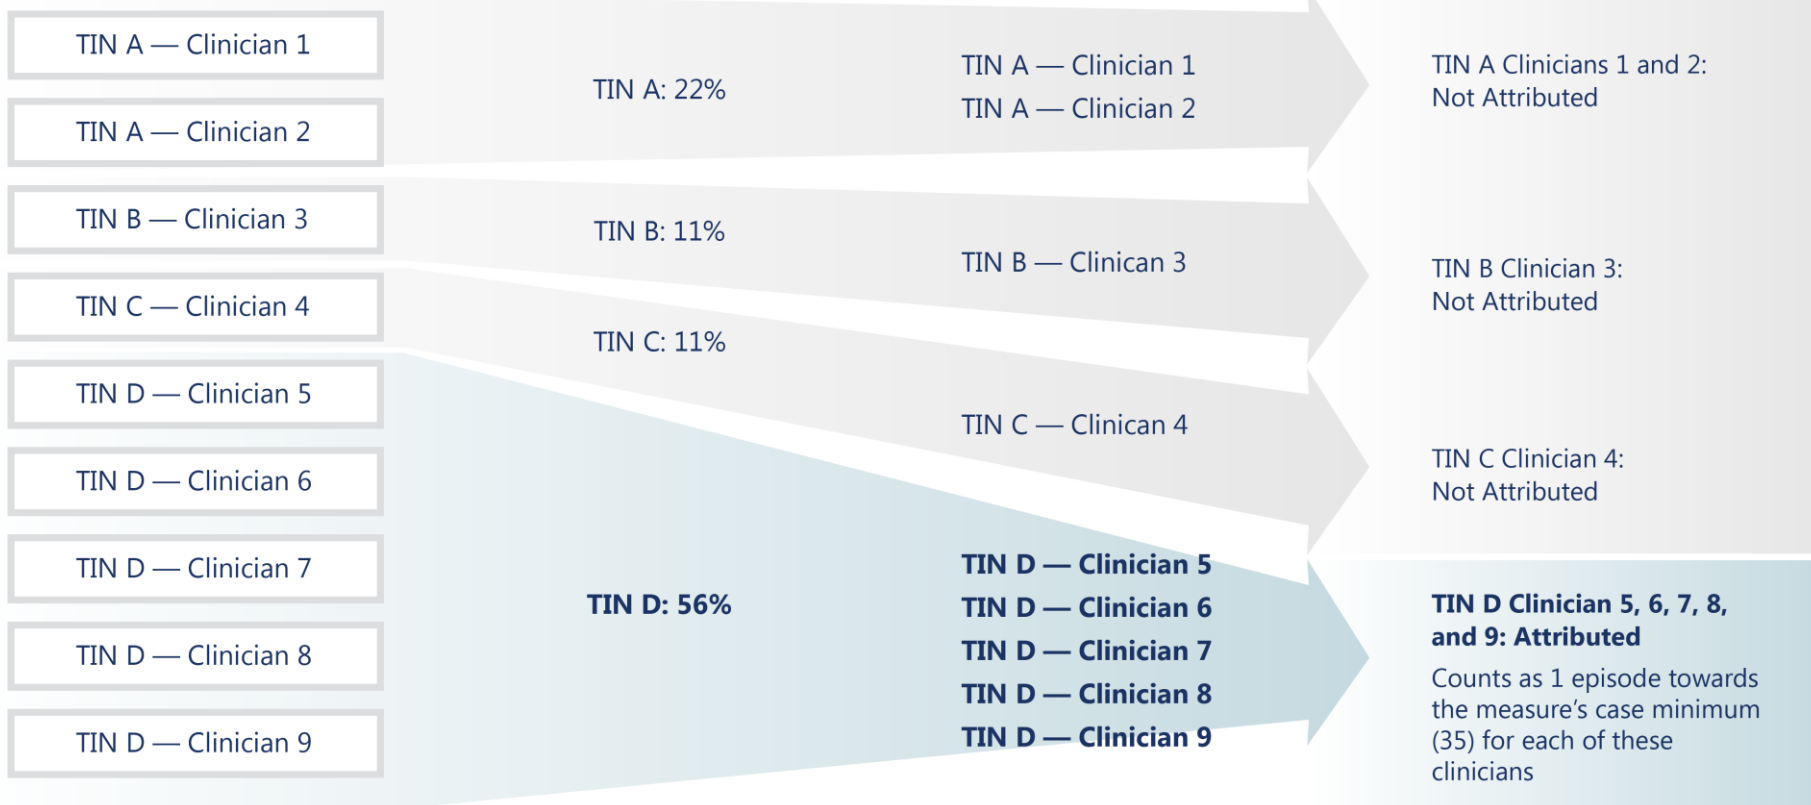 TIN A — Clinician 1
TIN A — Clinician 2
TIN B — Clinician 3
TIN C — Clinician 4
TIN D — Clinician 5
TIN D — Clinician 6
TIN D — Clinician 7
TIN D — Clinician 8
TIN D — Clinician 9
TIN A: 22%
TIN B: 11%
TIN C: 11%
TIN D: 56%
TIN A — Clinician 1
TIN A — Clinician 2
TIN B — Clinican 3
TIN C — Clinican 4
TIN D — Clinician 5
TIN D — Clinician 6
TIN D — Clinician 7
TIN D — Clinician 8
TIN D — Clinician 9
TIN A Clinicians 1 and 2:
Not Attributed
TIN B Clinician 3:
Not Attributed
TIN C Clinician 4:
Not Attributed
TIN D Clinician 5, 6, 7, 8,
and 9: Attributed
Counts as 1 episode towards
the measure’s case minimum
(35) for each of these
clinicians